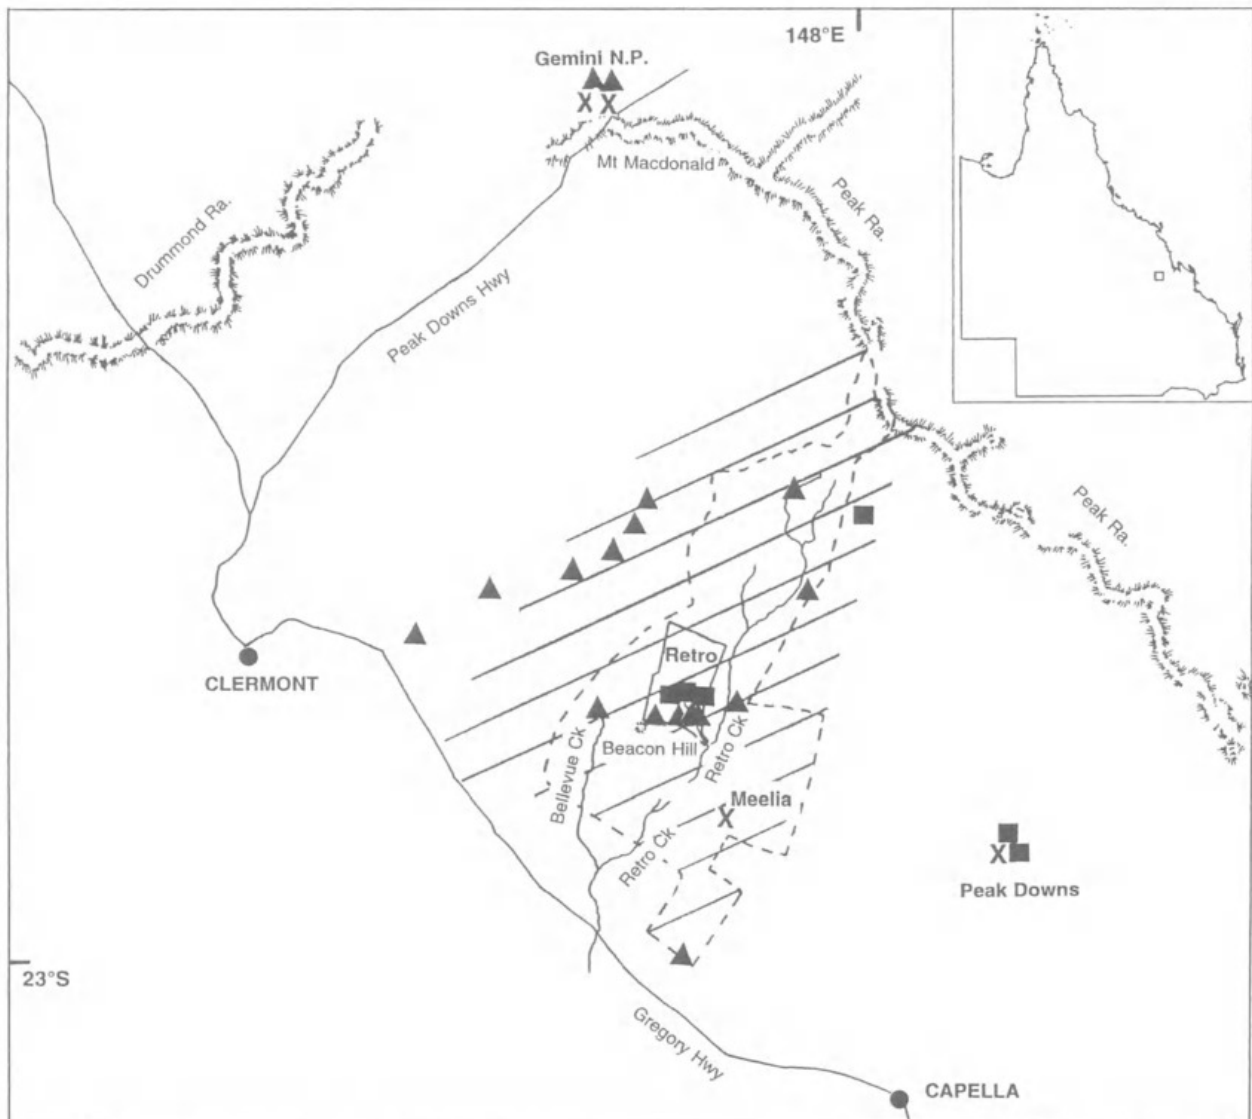 148°E
Gemini N.P.
X X
Mt Macdonald
Drummond Ra.
Peak Ra.
Peak Downs Hwy
Peak Ra.
Retro
CLERMONT
Beacon Hill
Bellevue Ck
Retro Ck
Meelia
X
Retro Ck
X
Peak Downs
23°S
Gregory Hwy
CAPELLA